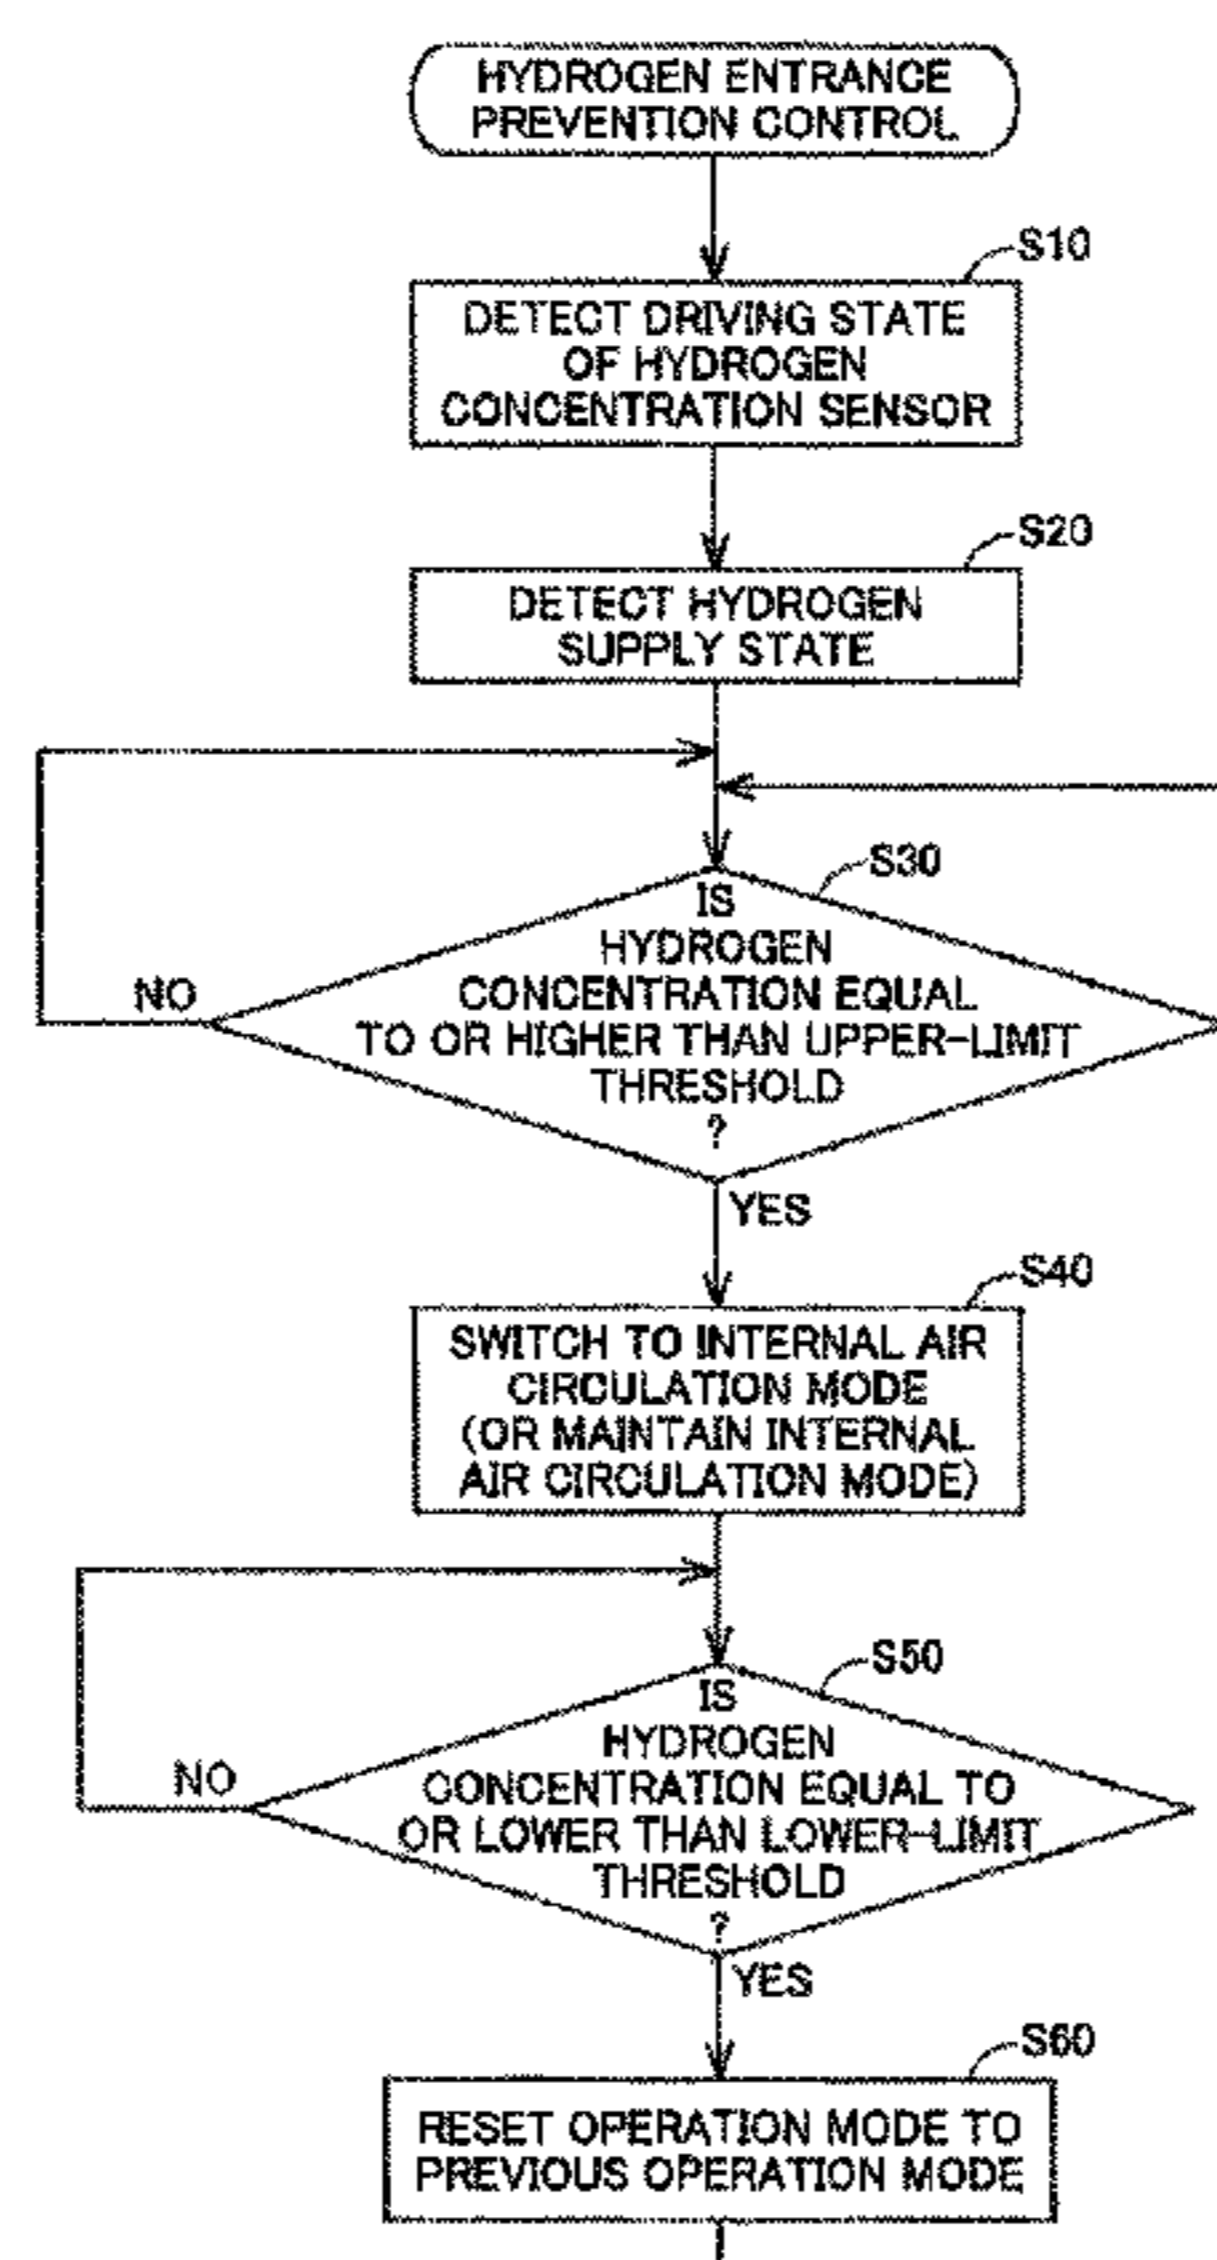 HYDROGEN ENTRANCE
PREVENTION CONTROL
S10
DETECT DRIVING STATE
OF HYDROGEN
CONCENTRATION SENSOR
S20
DETECT HYDROGEN
SUPPLY STATE
S30
IS
HYDROGEN
CONCENTRATION EQUAL
TO OR HIGHER THAN UPPER-LIMIT
THRESHOLD
?
NO
YES
S40
SWITCH TO INTERNAL AIR
CIRCULATION MODE
(OR MAINTAIN INTERNAL
AIR CIRCULATION MODE)
S50
IS
HYDROGEN
CONCENTRATION EQUAL TO
OR LOWER THAN LOWER-LIMIT
THRESHOLD
?
NO
YES
S60
RESET OPERATION MODE TO
PREVIOUS OPERATION MODE